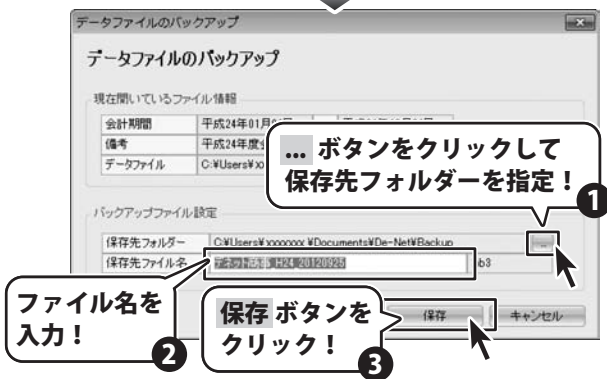 データファイルのバックアップ
データファイルのバックアップ
現在開いているファイル情報
会計期間 平成24年01月
備考 平成24年度
データファイル C:¥Users¥
... ボタンをクリックして
保存先フォルダーを指定！
1
バックアップファイル設定
保存先フォルダー C:¥Users¥xxxxxxx¥Documents¥De-Net¥Backup ...
保存先ファイル名 H24_20120925 b3
ファイル名を
入力！
2
保存 ボタンを
クリック！
3
保存 キャンセル